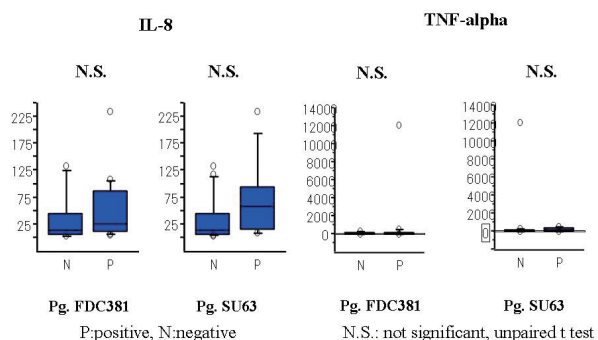 IL-8 TNF-alpha
N.S. N.S. N.S. N.S.
225 225 14000 14000
175 175 12000 12000
125 125 10000 10000
75 75 8000 8000
25 25 6000 6000
4000 4000
2000 2000
0 0
N P N P N P N P
Pg. FDC381 Pg. SU63 Pg. FDC381 Pg. SU63
P:positive, N:negative N.S.: not significant, unpaired t test